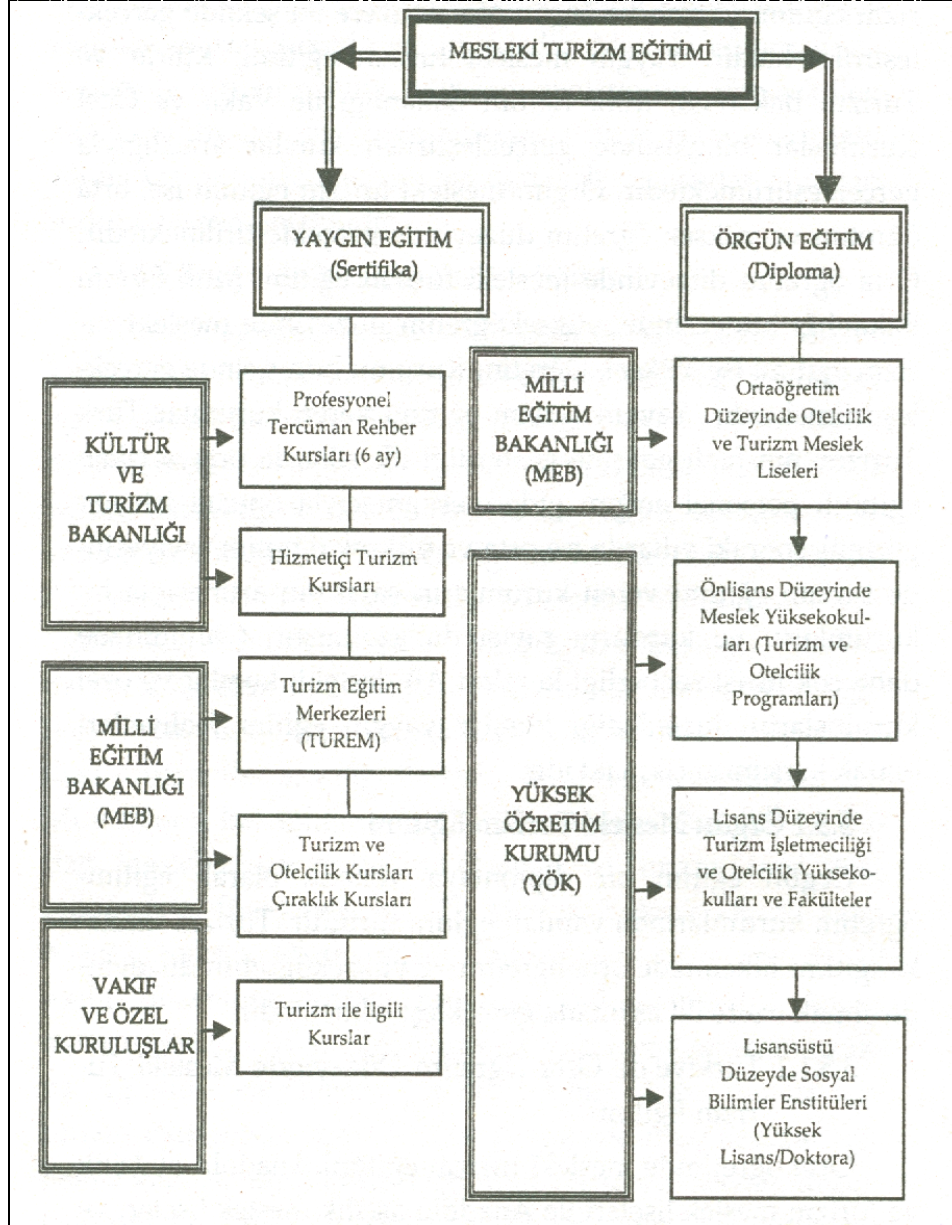 MESLEKİ TURİZM EĞİTİMİ
YAYGIN EĞİTİM
(Sertifika)
ÖRGÜN EĞİTİM
(Diploma)
KÜLTÜR
VE
TURİZM
BAKANLIĞI
Profesyonel
Tercüman Rehber
Kursları (6 ay)
Hizmetiçi Turizm
Kursları
MİLLİ
EĞİTİM
BAKANLIĞI
(MEB)
Turizm Eğitim
Merkezleri
(TUREM)
Turizm ve
Otelcilik Kursları
Çıraklık Kursları
VAKIF
VE ÖZEL
KURULUŞLAR
Turizm ile ilgili
Kurslar
MİLLİ
EĞİTİM
BAKANLIĞI
(MEB)
Ortaöğretim
Düzeyinde Otelcilik
ve Turizm Meslek
Liseleri
YÜKSEK
ÖĞRETİM
KURUMU
(YÖK)
Önlisans Düzeyinde
Meslek Yüksekokul-
ları (Turizm ve
Otelcilik
Programları)
Lisans Düzeyinde
Turizm İşletmeciliği
ve Otelcilik Yükseko-
kulları ve Fakülteler
Lisansüstü
Düzeyde Sosyal
Bilimler Enstitüleri
(Yüksek
Lisans/Doktora)